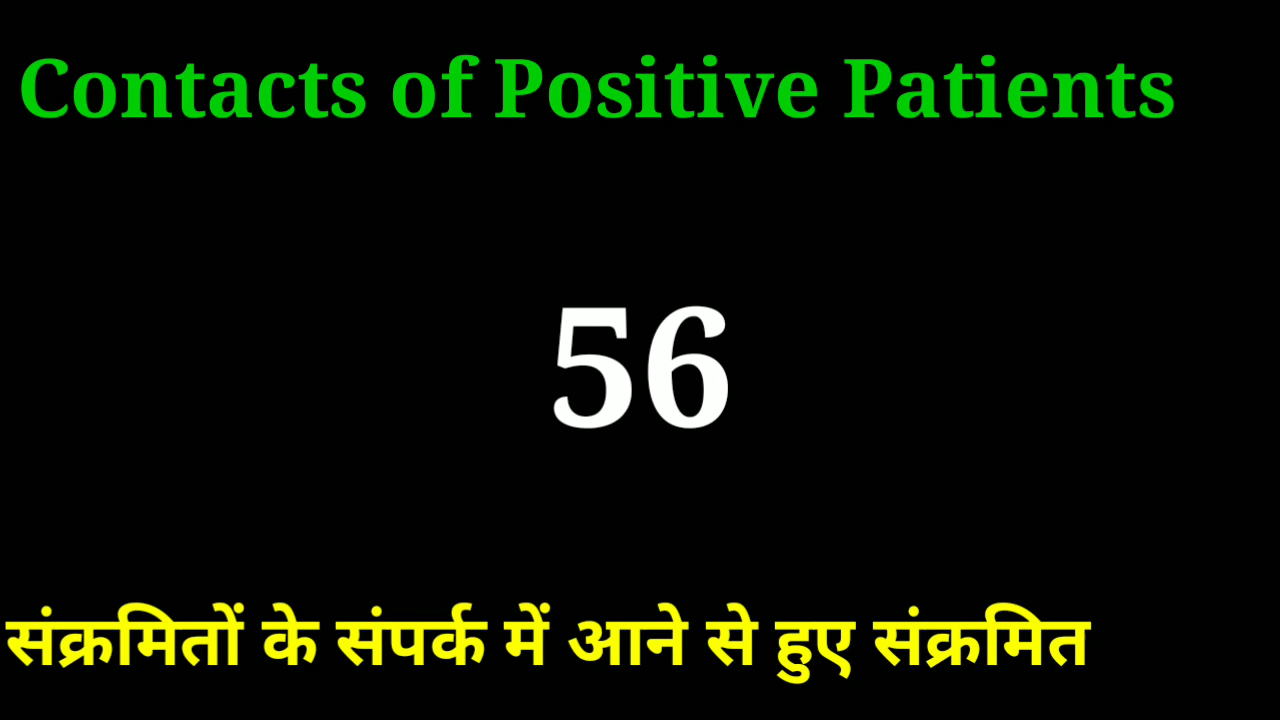 Contacts of Positive Patients
56
संक्रमितों के संपर्क में आने से हुए संक्रमित